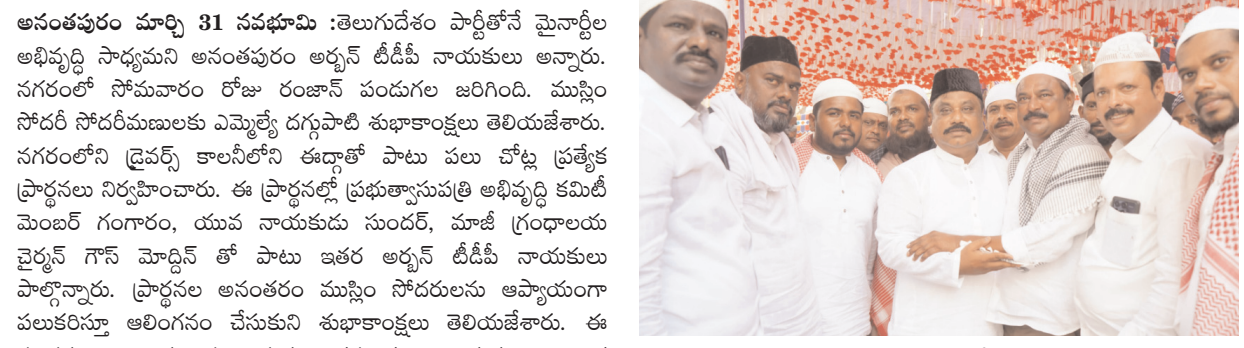 అనంతపురం మార్చి 31 నవభూమి :తెలుగుదేశం పార్టీతోనే మైనార్టీల
అభివృద్ధి సాధ్యమని అనంతపురం అర్బన్ టీడీపీ నాయకులు అన్నారు.
నగరంలో సోమవారం రోజు రంజాన్ పండుగల జరిగింది. ముస్లిం
సోదరీ సోదరీమణులకు ఎమ్మెల్యే దగ్గుపాటి శుభాకాంక్షలు తెలియజేశారు.
నగరంలోని డ్రైవర్స్ కాలనీలోని ఈద్గాతో పాటు పలు చోట్ల ప్రత్యేక
ప్రార్థనలు నిర్వహించారు. ఈ ప్రార్థనల్లో ప్రభుత్వాసుపత్రి అభివృద్ధి కమిటీ
మెంబర్ గంగారం, యువ నాయకుడు సుందర్, మాజీ గ్రంధాలయ
చైర్మన్ గౌస్ మోద్దిన్ తో పాటు ఇతర అర్బన్ టీడీపీ నాయకులు
పాల్గొన్నారు. ప్రార్థనల అనంతరం ముస్లిం సోదరులను ఆప్యాయంగా
పలుకరిస్తూ ఆలింగనం చేసుకుని శుభాకాంక్షలు తెలియజేశారు. ఈ